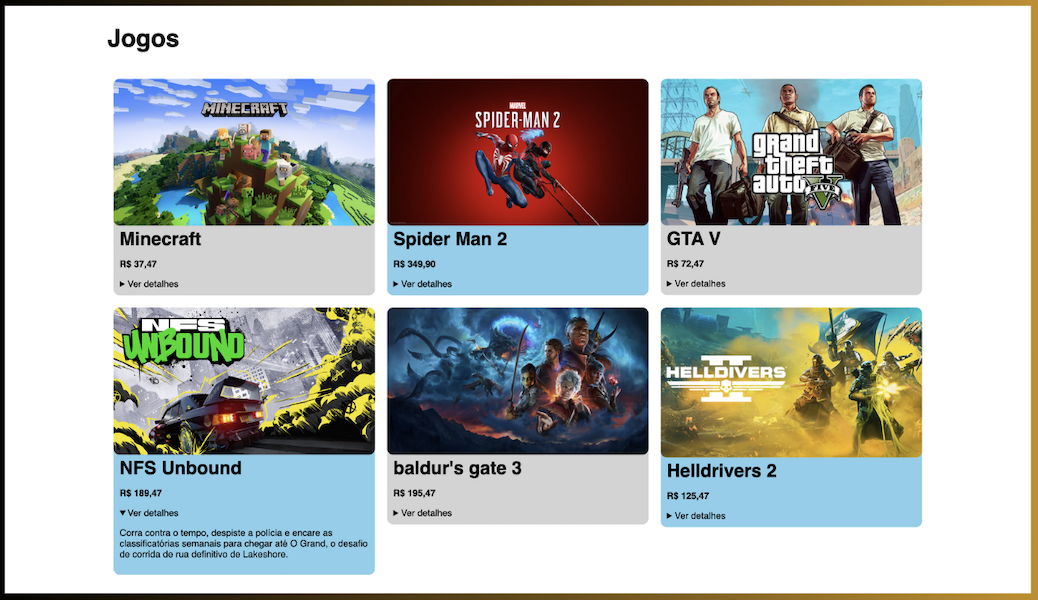 Jogos
MINECRAFT
Minecraft
R$ 37,47
▶ Ver detalhes
MARVEL
SPIDER-MAN 2
Spider Man 2
R$ 349,90
▶ Ver detalhes
grand
theft
auto
FIVE
GTA V
R$ 72,47
▶ Ver detalhes
NFS
UNBOUND
NFS Unbound
R$ 189,47
▼ Ver detalhes
Corra contra o tempo, despiste a polícia e encare as
classificatórias semanais para chegar até O Grand, o desafio
de corrida de rua definitivo de Lakeshore.
baldur's gate 3
R$ 195,47
▶ Ver detalhes
HELLDIVERS
II
Helldrivers 2
R$ 125,47
▶ Ver detalhes